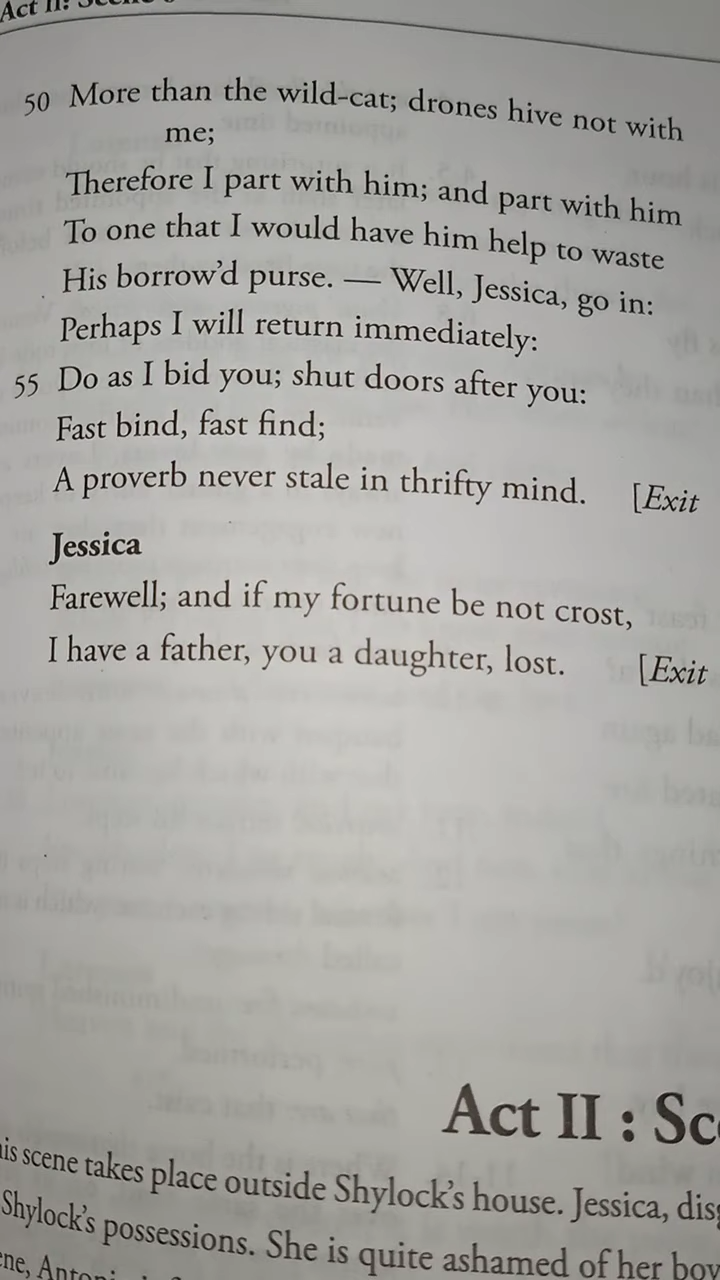 Act II:
50 More than the wild-cat; drones hive not with
me;
Therefore I part with him; and part with him
To one that I would have him help to waste
His borrow'd purse. — Well, Jessica, go in:
Perhaps I will return immediately:
55 Do as I bid you; shut doors after you:
Fast bind, fast find;
A proverb never stale in thrifty mind. [Exit
Jessica
Farewell; and if my fortune be not crost,
I have a father, you a daughter, lost. [Exit
Act II : Sc
is scene takes place outside Shylock's house. Jessica, dis
Shylock's possessions. She is quite ashamed of her boy